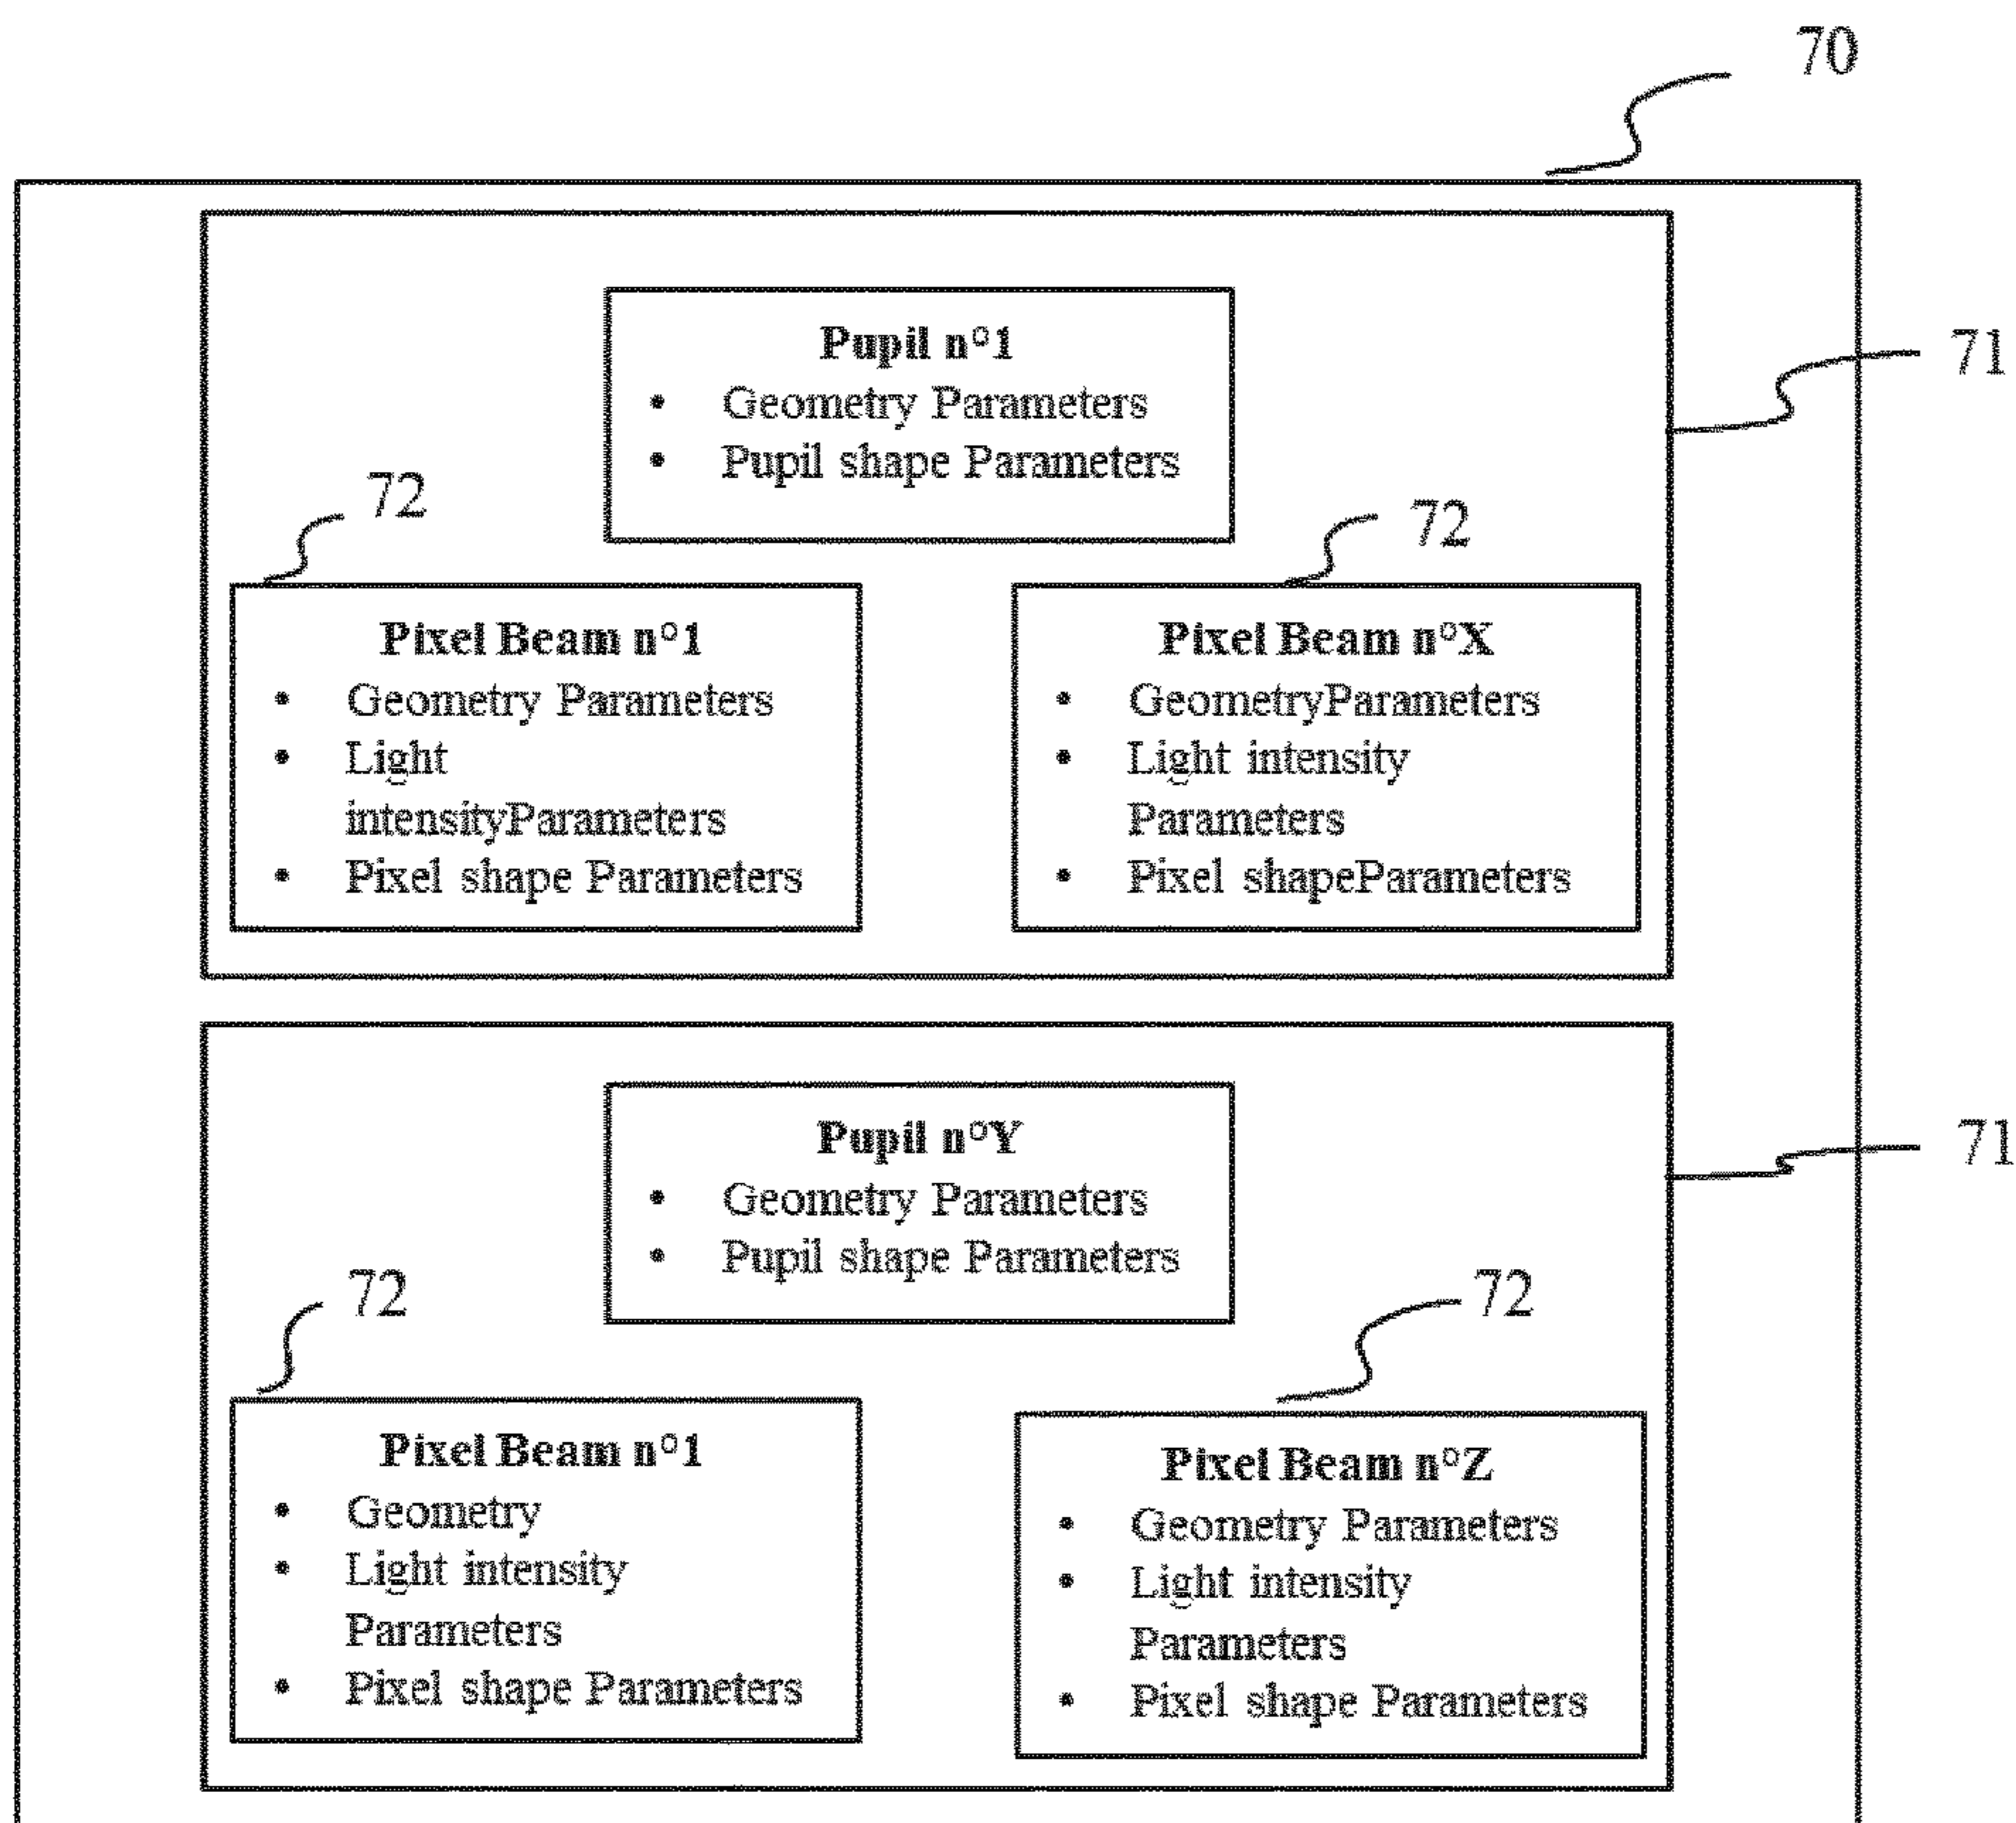 70
71
Pupil n°1
• Geometry Parameters
• Pupil shape Parameters
72
72
Pixel Beam n°1
• Geometry Parameters
• Light
intensityParameters
• Pixel shape Parameters
Pixel Beam n°X
• GeometryParameters
• Light intensity
Parameters
• Pixel shapeParameters
71
Pupil n°Y
• Geometry Parameters
• Pupil shape Parameters
72
72
Pixel Beam n°1
• Geometry
• Light intensity
Parameters
• Pixel shape Parameters
Pixel Beam n°Z
• Geometry Parameters
• Light intensity
Parameters
• Pixel shape Parameters